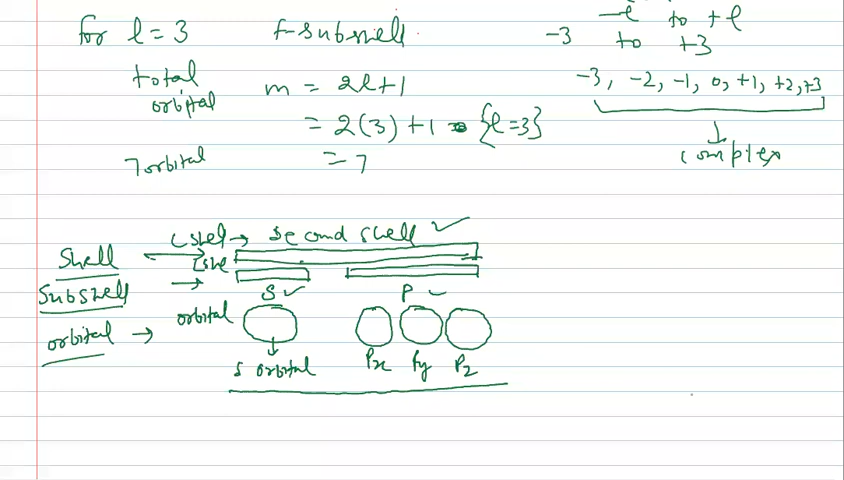 -l to +l
for l = 3 f-subshell -3 to +3
total orbital m = 2l+1 -3, -2, -1, 0, +1, +2, +3
= 2(3) + 1 {l=3}
7 orbital = 7 complex
L shell → second shell ✓
Shell
Subshell → S ✓ P ✓
orbital → orbital
s orbital Px Py Pz